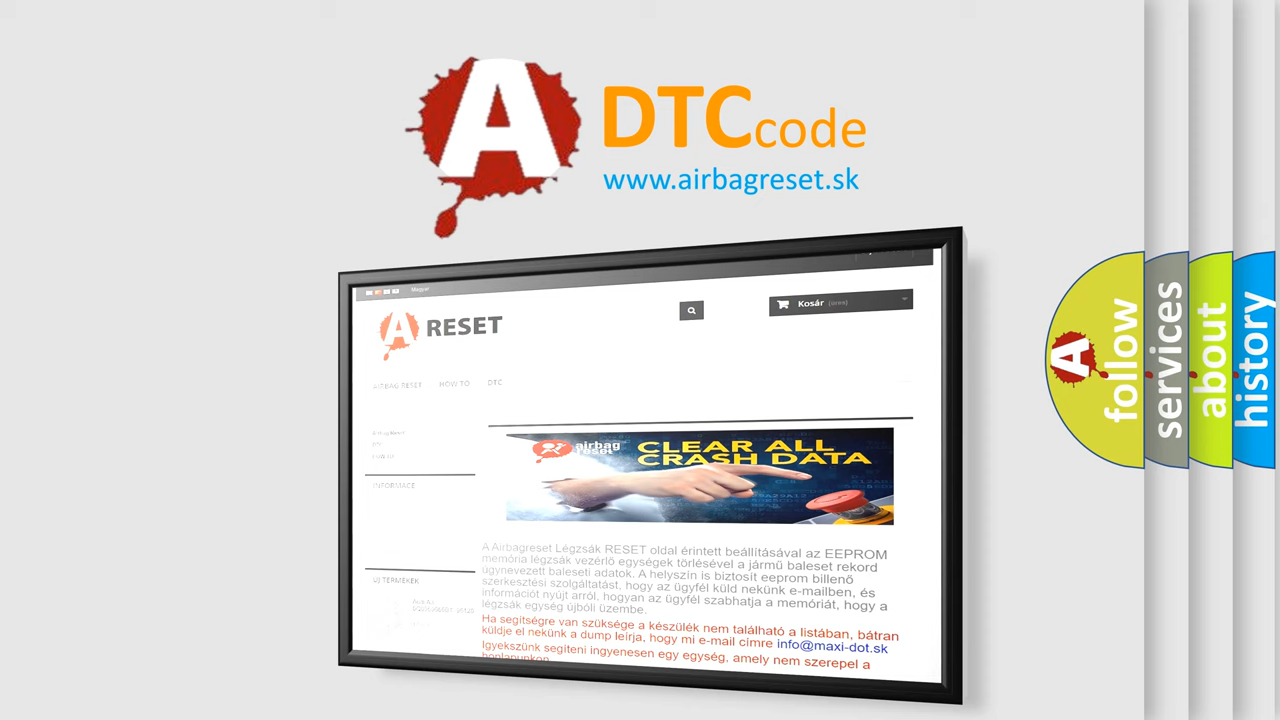 A
DTCcode
www.airbagreset.sk
Magyar
A RESET
Kosár (üres)
AIRBAG RESET HOW TO DTC
airbag
reset
CLEAR ALL
CRASH DATA
INFORMACE
A Airbagreset Légzsák RESET oldal érintett beállításával az EEPROM
memória légzsák vezérlő egységek törlésével a jármű baleset rekord
úgynevezett baleseti adatok. A helyszín is biztosít eeprom billenő
szerkesztési szolgáltatást, hogy az ügyfél küld nekünk e-mailben, és
információt nyújt arról, hogyan az ügyfél szabhatja a memóriát, hogy a
légzsák egység újbóli üzembe.
Ha segítségre van szüksége a készülék nem található a listában, bátran
küldje el nekünk a dump leírja, hogy mi e-mail címre info@maxi-dot.sk
Igyekszünk segíteni ingyenesen egy egység, amely nem szerepel a
honlapunkon
ÚJ TERMÉKEK
A
follow
services
about
history